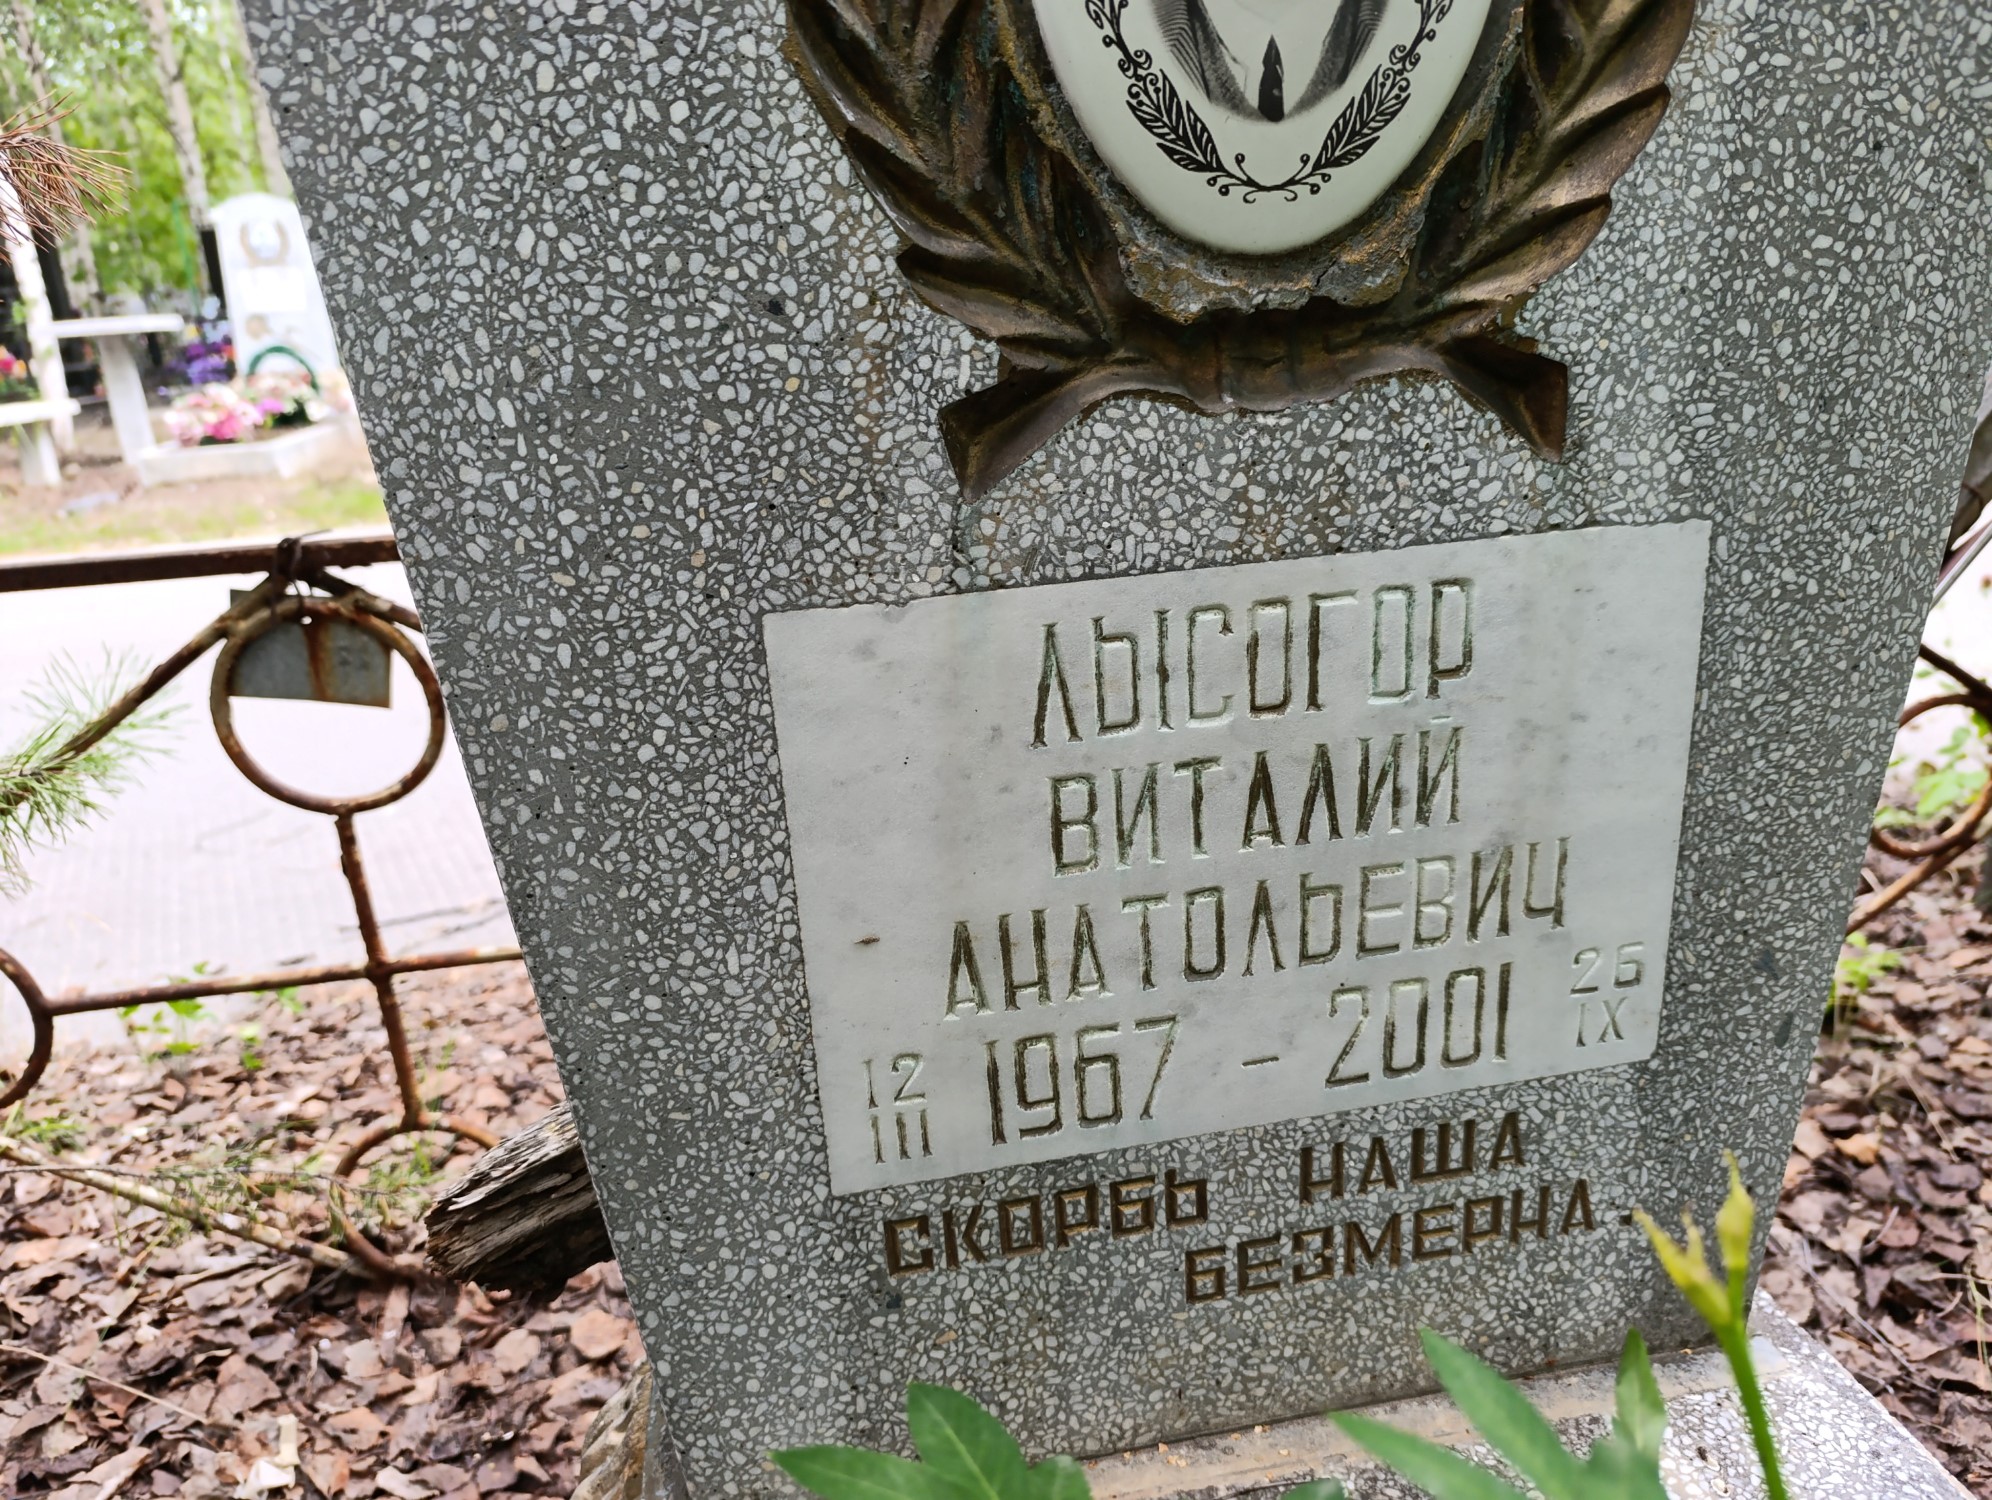 ЛЫСОГОР
ВИТАЛИЙ
АНАТОЛЬЕВИЧ
12 III 1967 - 2001 25 IX
СКОРБЬ НАША
БЕЗМЕРНА.